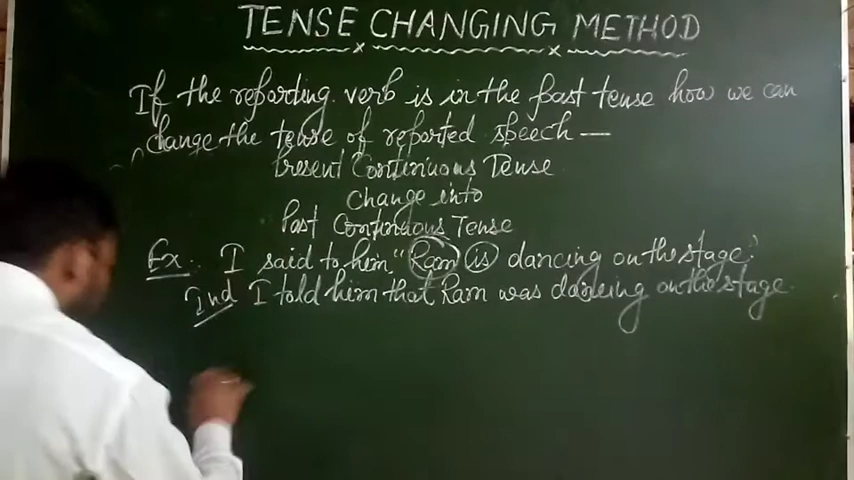 TENSE CHANGING METHOD
If the reporting verb is in the past tense how we can
change the tense of reported speech —
Present Continuous Tense
change into
Past Continuous Tense
Ex: I said to him, "Ram is dancing on the stage."
Ind I told him that Ram was dancing on the stage.